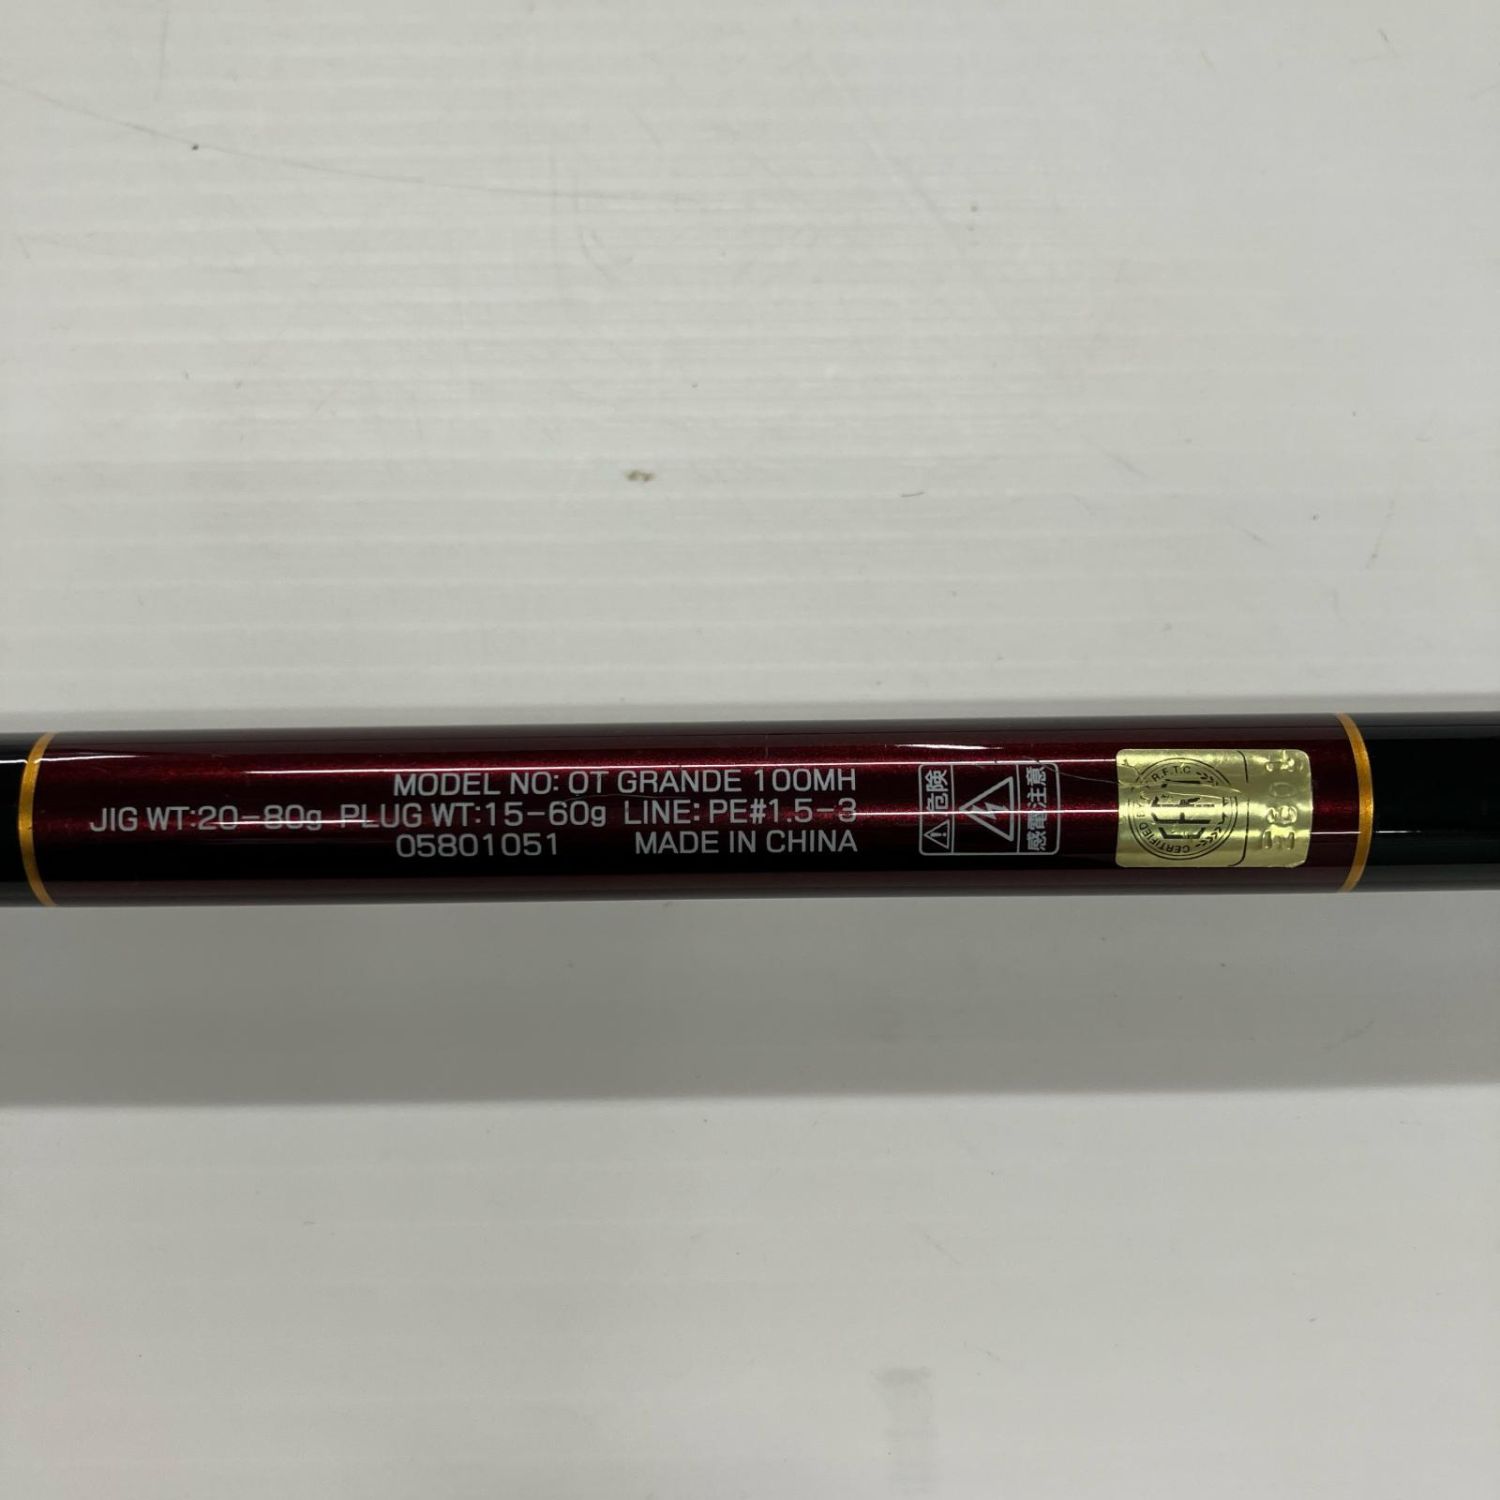 MODEL NO: OT GRANDE 100MH
JIG WT:20-80g PLUG WT:15-60g LINE: PE#1.5-3
05801051 MADE IN CHINA
危険
感電注意
R.F.T.C
CERTIFIED